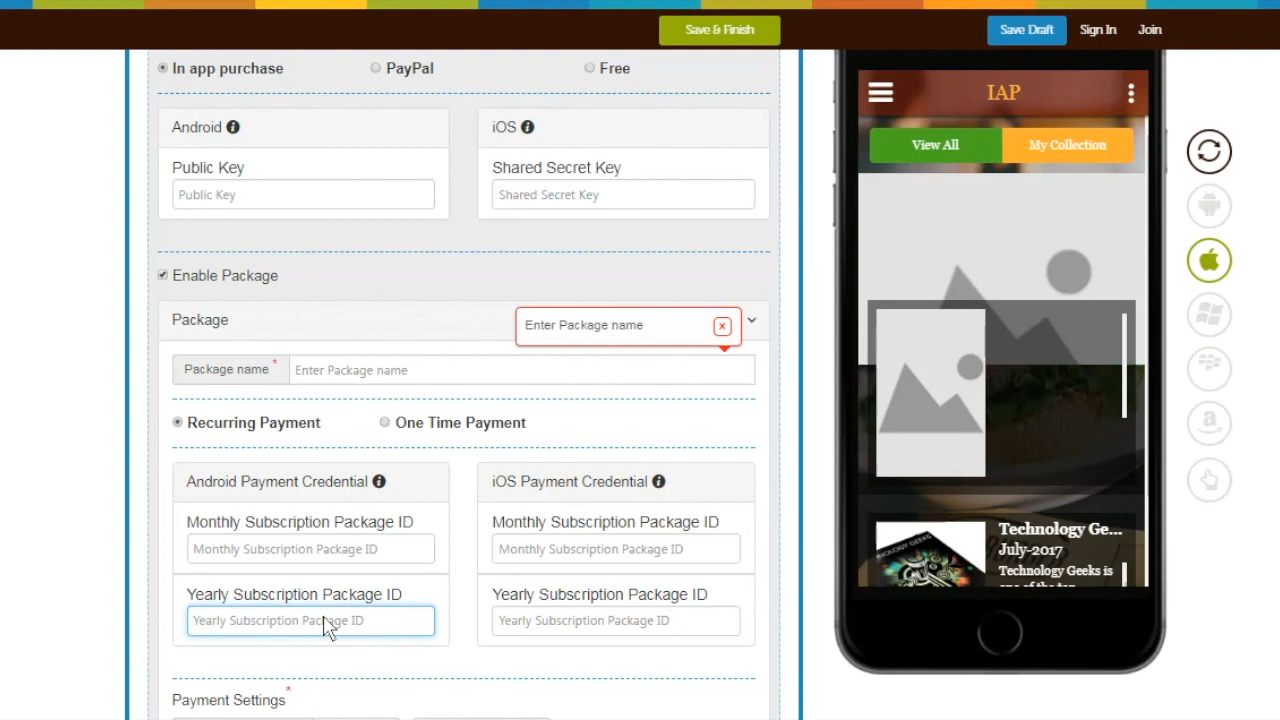 Save & Finish
Save Draft
Sign In
Join
In app purchase
PayPal
Free
Android
iOS
Public Key
Shared Secret Key
Public Key
Shared Secret Key
Enable Package
Package
Enter Package name
Package name *
Enter Package name
Recurring Payment
One Time Payment
Android Payment Credential
iOS Payment Credential
Monthly Subscription Package ID
Monthly Subscription Package ID
Monthly Subscription Package ID
Monthly Subscription Package ID
Yearly Subscription Package ID
Yearly Subscription Package ID
Yearly Subscription Package ID
Yearly Subscription Package ID
Payment Settings *
IAP
View All
My Collection
Technology Ge...
July-2017
Technology Geeks is